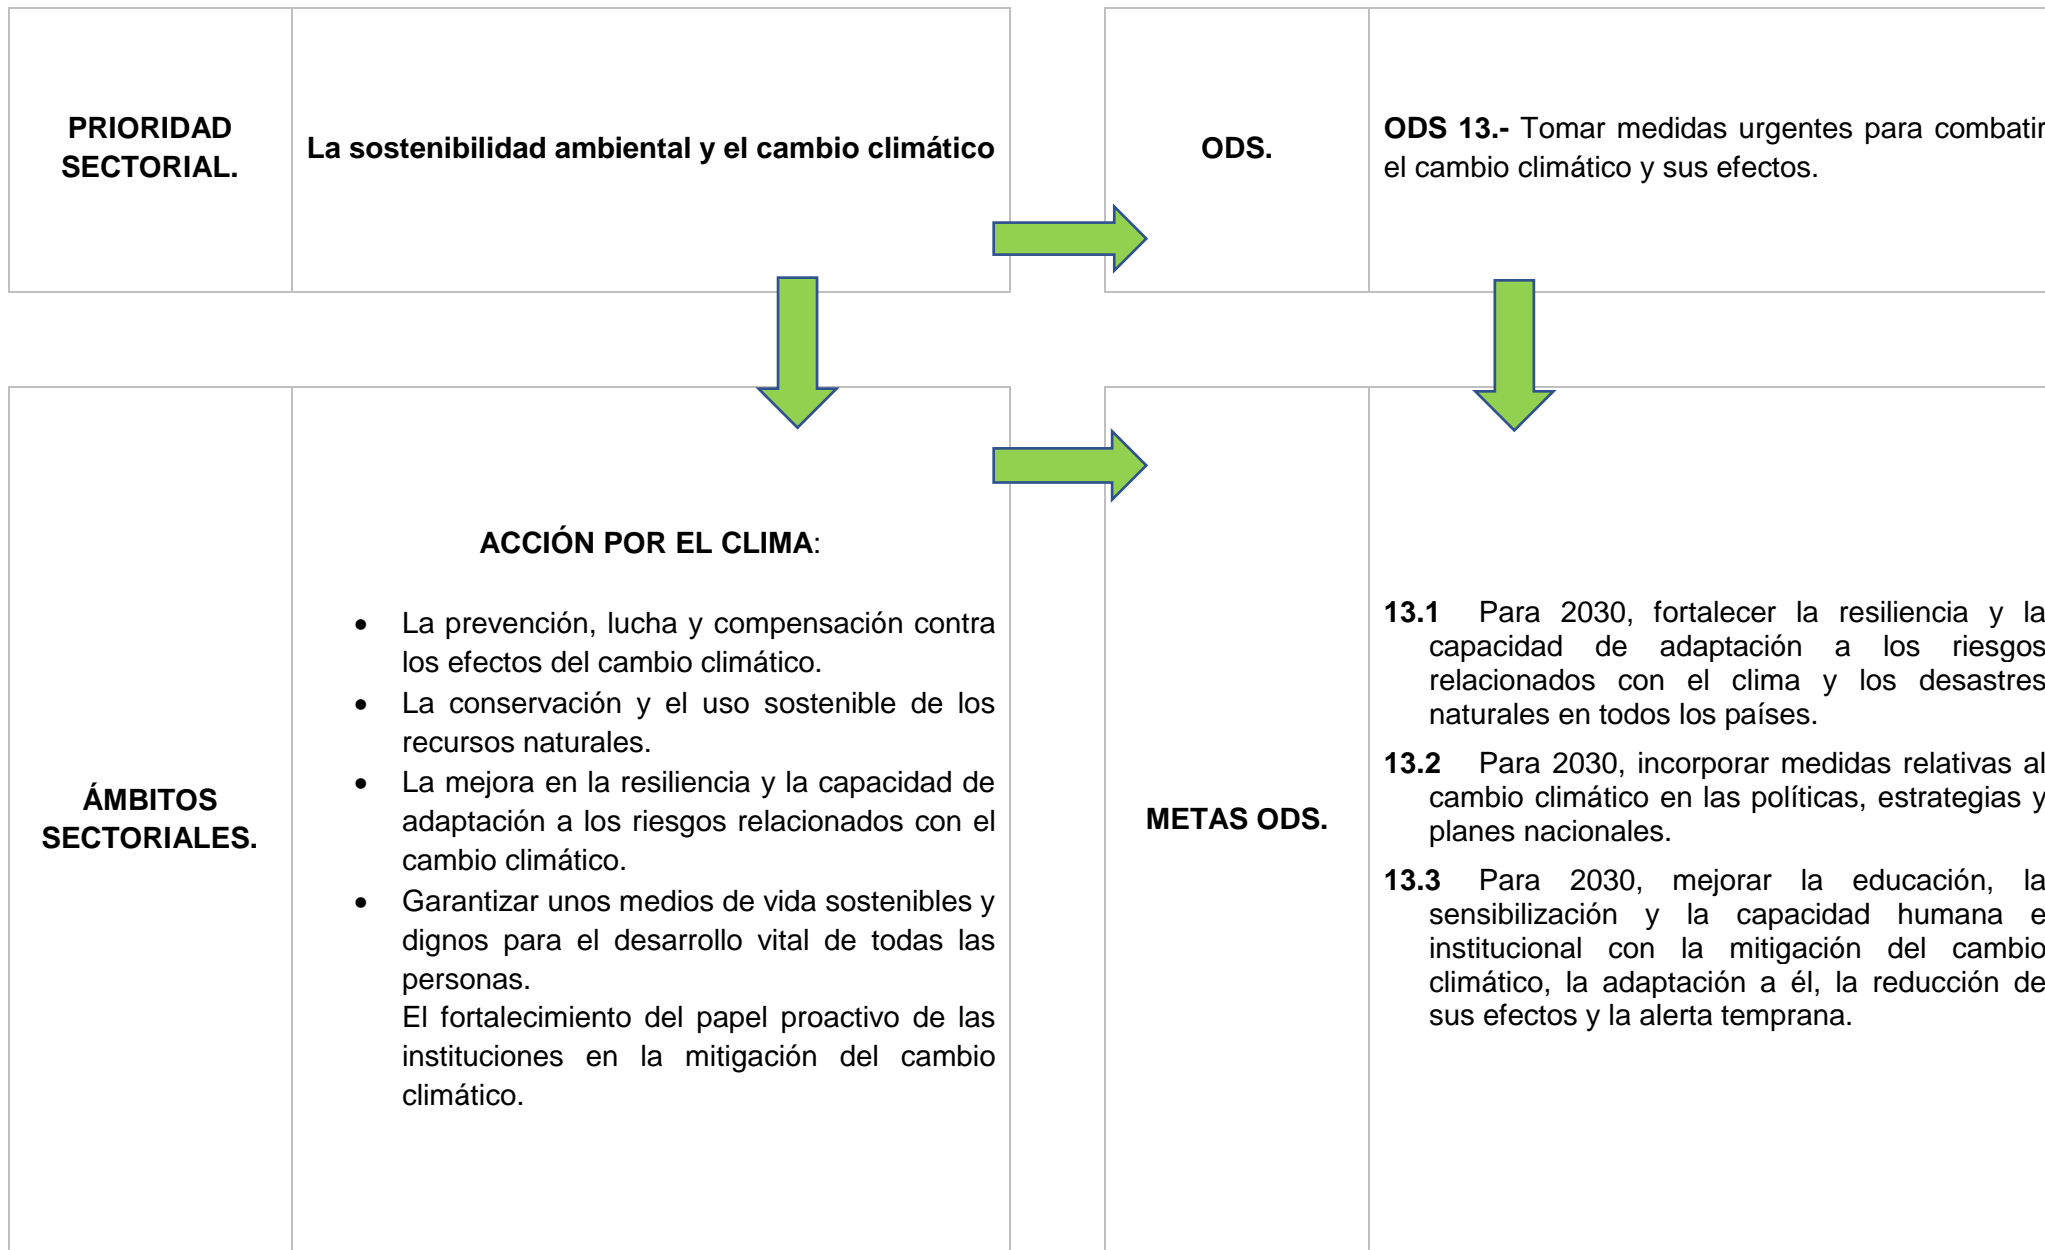 PRIORIDAD
SECTORIAL.
La sostenibilidad ambiental y el cambio climático
ODS.
ODS 13.- Tomar medidas urgentes para combatir
el cambio climático y sus efectos.
ÁMBITOS
SECTORIALES.
ACCIÓN POR EL CLIMA:
• La prevención, lucha y compensación contra
los efectos del cambio climático.
• La conservación y el uso sostenible de los
recursos naturales.
• La mejora en la resiliencia y la capacidad de
adaptación a los riesgos relacionados con el
cambio climático.
• Garantizar unos medios de vida sostenibles y
dignos para el desarrollo vital de todas las
personas.
El fortalecimiento del papel proactivo de las
instituciones en la mitigación del cambio
climático.
METAS ODS.
13.1 Para 2030, fortalecer la resiliencia y la
capacidad de adaptación a los riesgos
relacionados con el clima y los desastres
naturales en todos los países.
13.2 Para 2030, incorporar medidas relativas al
cambio climático en las políticas, estrategias y
planes nacionales.
13.3 Para 2030, mejorar la educación, la
sensibilización y la capacidad humana e
institucional con la mitigación del cambio
climático, la adaptación a él, la reducción de
sus efectos y la alerta temprana.